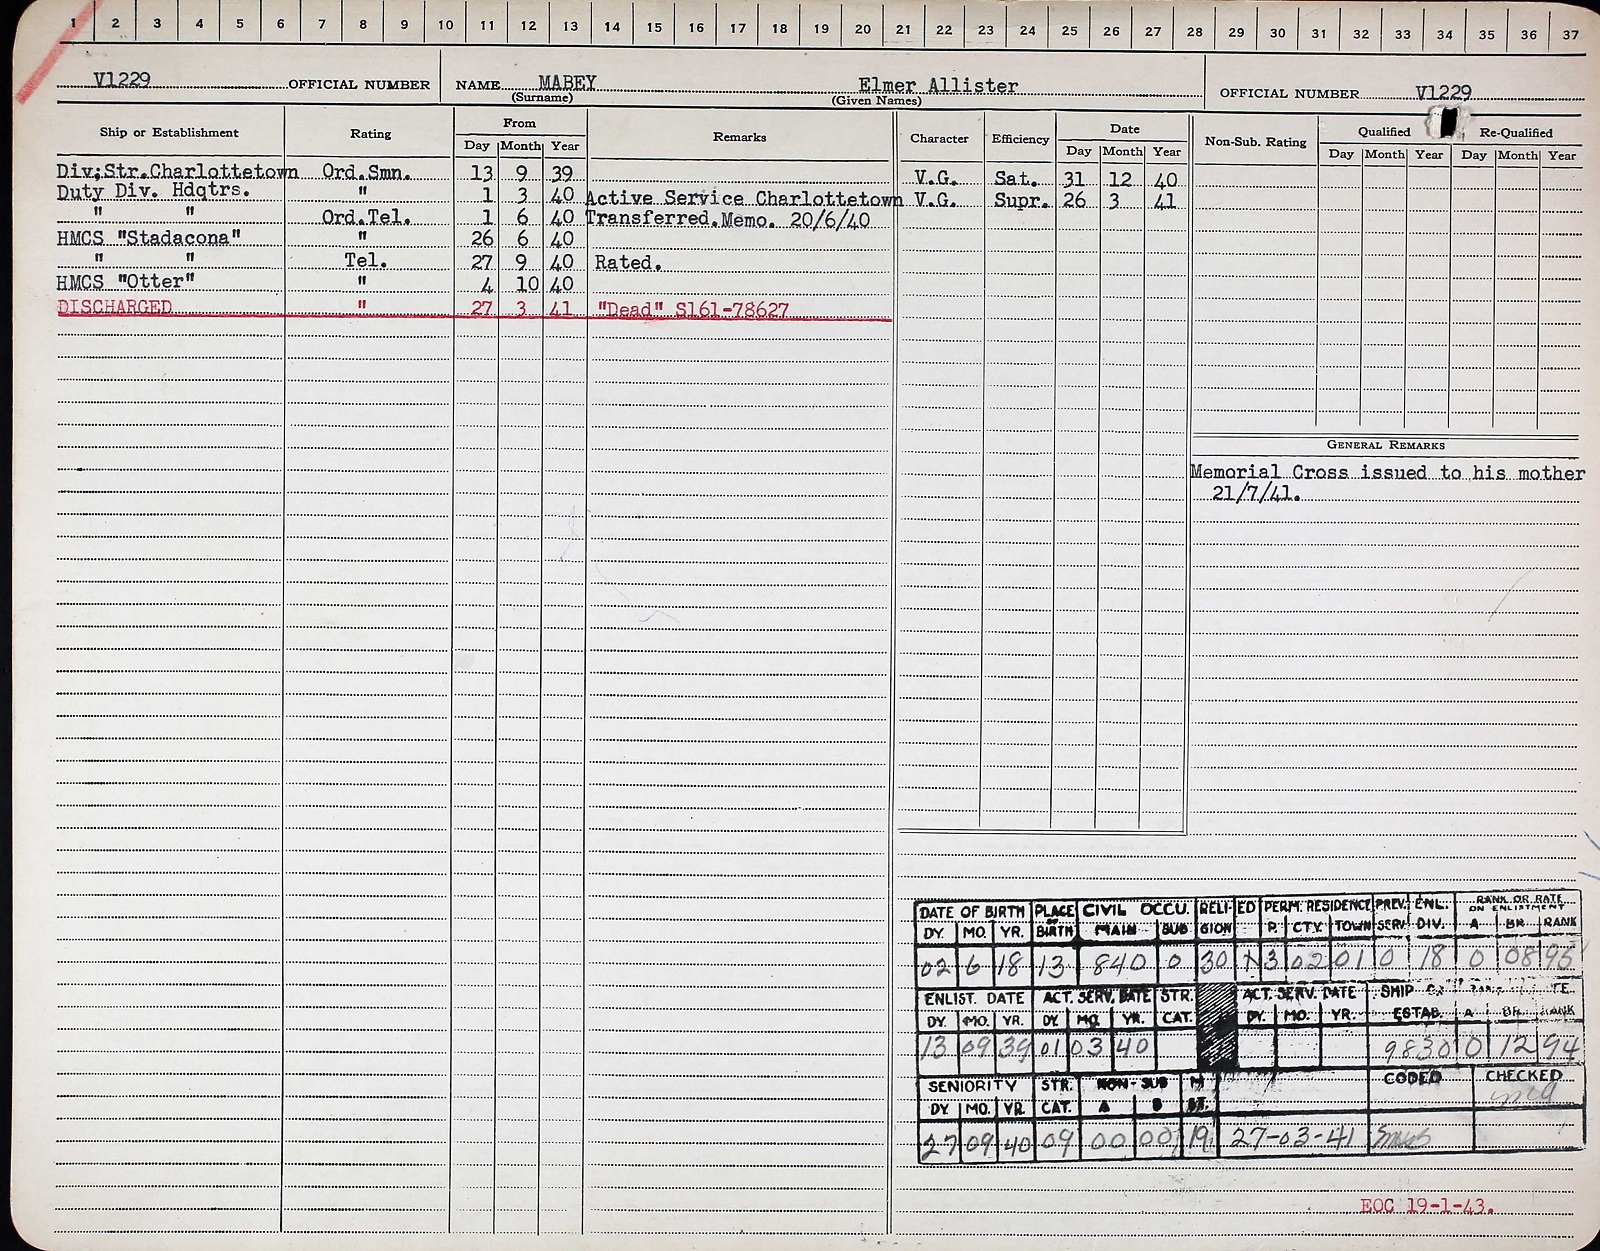 1 2 3 4 5 6 7 8 9 10 11 12 13 14 15 16 17 18 19 20 21 22 23 24 25 26 27 28 29 30 31 32 33 34 35 36 37
V1229 OFFICIAL NUMBER NAME MABEY Elmer Allister OFFICIAL NUMBER V1229
(Surname) (Given Names)
Ship or Establishment Rating From Remarks Character Efficiency Date Non-Sub. Rating Qualified Re-Qualified
Day Month Year Day Month Year Day Month Year Day Month Year
Div;Str.Charlottetown Ord.Smn. 13 9 39 V.G. Sat. 31 12 40
Duty Div. Hdqtrs. " 1 3 40 Active Service Charlottetown V.G. Supr. 26 3 41
" " Ord.Tel. 1 6 40 Transferred.Memo. 20/6/40
HMCS "Stadacona" " 26 6 40
" " Tel. 27 9 40 Rated.
HMCS "Otter" " 4 10 40
DISCHARGED " 27 3 41 "Dead" S161-78627
GENERAL REMARKS
Memorial Cross issued to his mother
21/7/41.
DATE OF BIRTH PLACE OF BIRTH CIVIL OCCU. RELIGION ED PERM. RESIDENCE PREV. SERV. ENL. DIV. RANK OR RATE ON ENLISTMENT
DY. MO. YR. MAIN SUB P. CTY. TOWN A BR. RANK
02 6 18 13 840 0 30 3 02 01 0 18 0 08 95
ENLIST. DATE ACT. SERV. DATE STR. ACT. SERV. DATE SHIP
DY. MO. YR. DY. MO. YR. CAT. DY. MO. YR. ESTAB. A BR. RANK
13 09 39 01 03 40 9830 0 12 94
SENIORITY STR. NON-SUB M CODED CHECKED
DY. MO. YR. CAT. A B ST.
27 09 40 09 00 00 19 27-03-41
EOC 19-1-43.